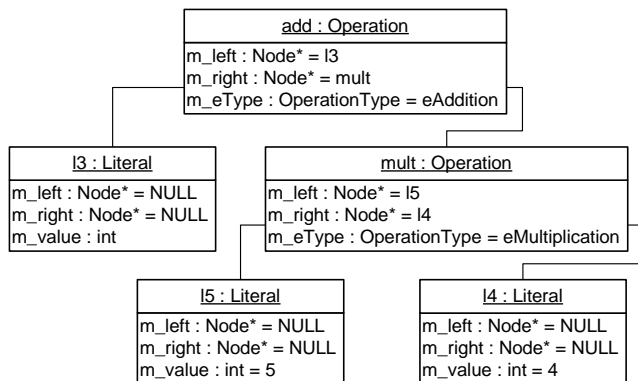 add : Operation
m_left : Node* = l3
m_right : Node* = mult
m_eType : OperationType = eAddition
l3 : Literal
m_left : Node* = NULL
m_right : Node* = NULL
m_value : int
mult : Operation
m_left : Node* = l5
m_right : Node* = l4
m_eType : OperationType = eMultiplication
l5 : Literal
m_left : Node* = NULL
m_right : Node* = NULL
m_value : int = 5
l4 : Literal
m_left : Node* = NULL
m_right : Node* = NULL
m_value : int = 4